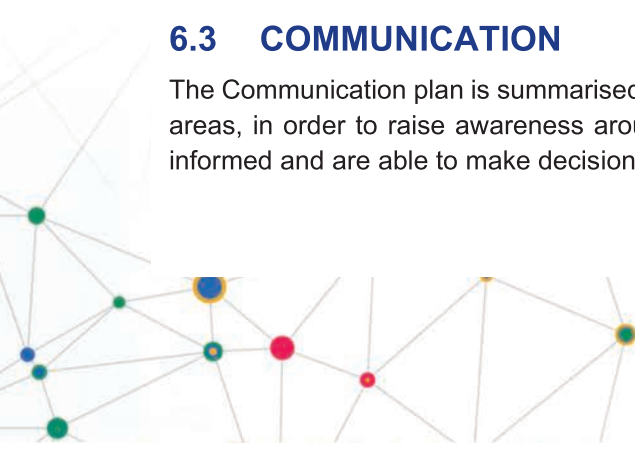 6.3 COMMUNICATION
The Communication plan is summarised
areas, in order to raise awareness
informed and are able to make decision